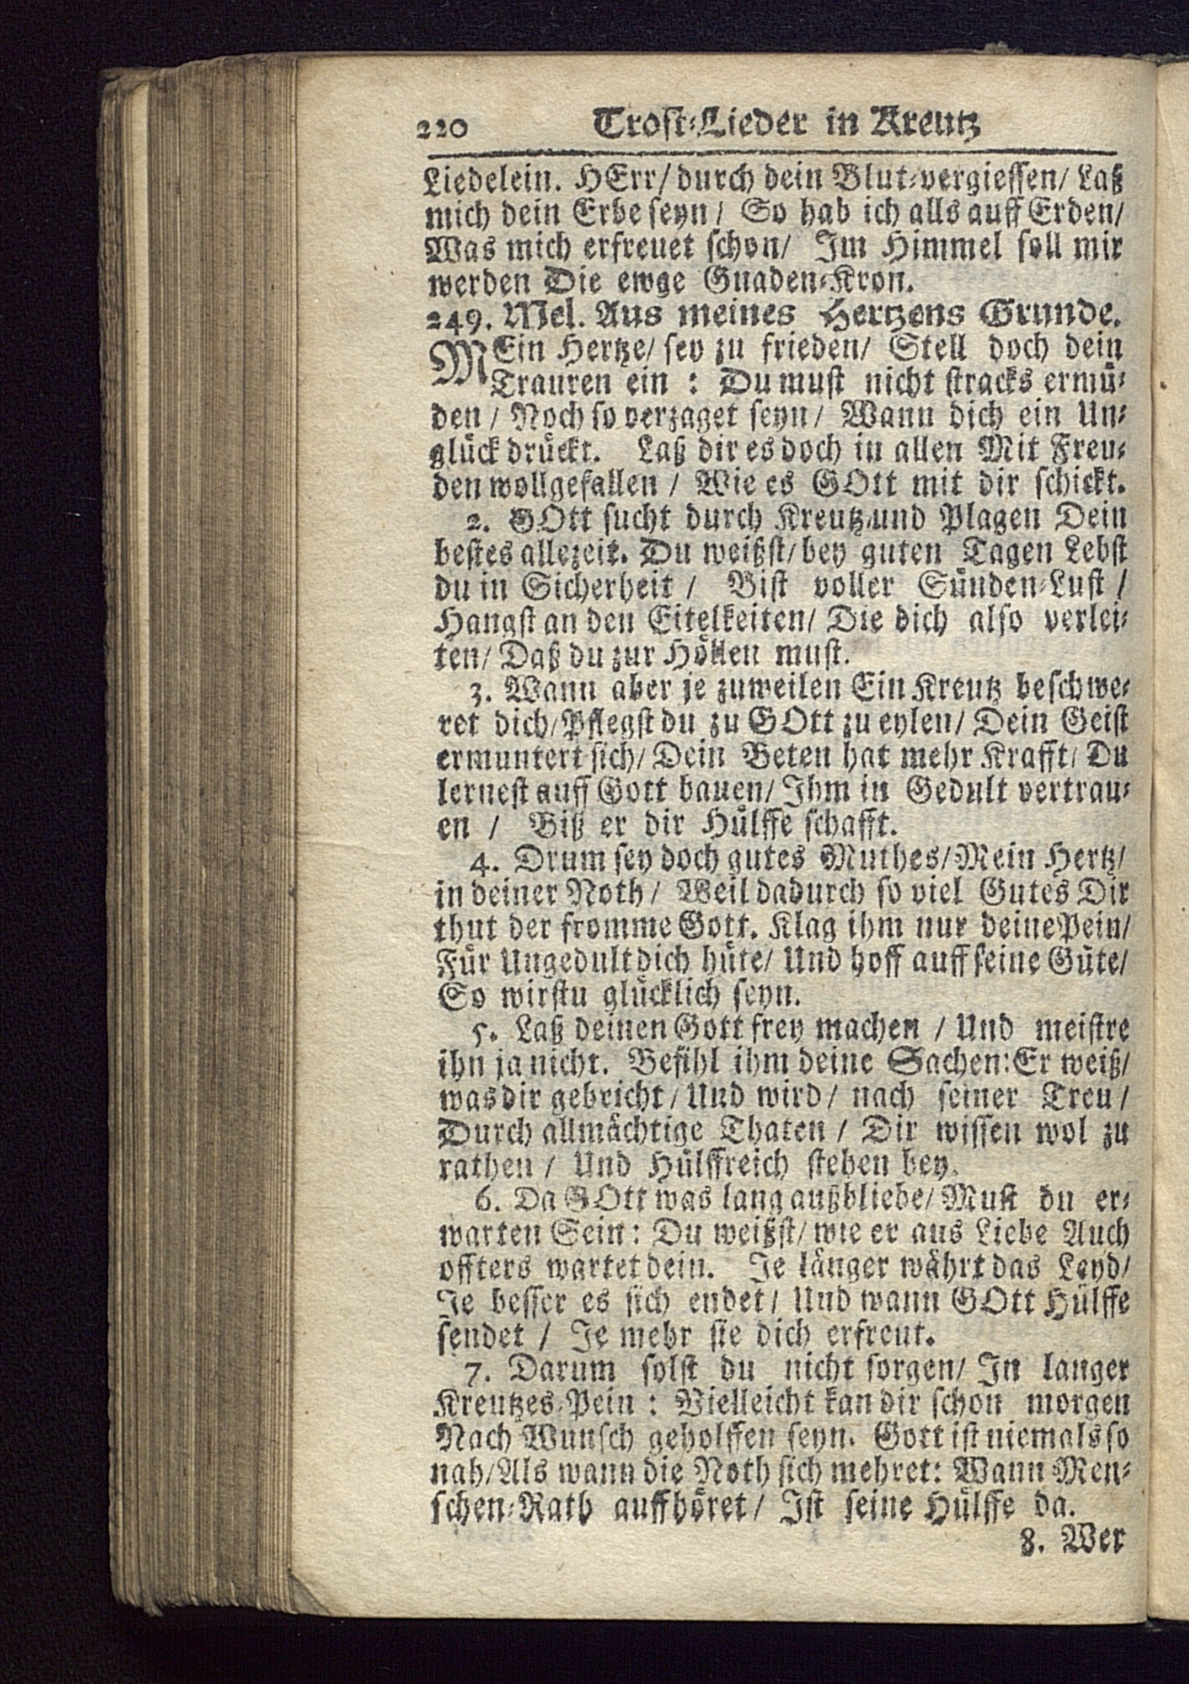 220 Trost-Lieder in Kreutz
Liedelein. HErr/ durch dein Blut-vergiessen/ Laß
mich dein Erbe seyn/ So hab ich alls auff Erden/
Was mich erfreuet schon/ Im Himmel soll mir
werden Die ewge Gnaden-Kron.
249. Mel. Aus meines Hertzens Grunde.
MEin Hertze/ sey zu frieden/ Stell doch dein
Trauren ein : Du must nicht stracks ermü-
den / Noch so verzaget seyn/ Wann dich ein Un-
glück drückt. Laß dir es doch in allen Mit Freu-
den wollgefallen / Wie es GOtt mit dir schickt.
2. GOtt sucht durch Kreutz und Plagen Dein
bestes allezeit. Du weißst/ bey guten Tagen Lebst
du in Sicherheit / Bist voller Sünden-Lust /
Hangst an den Eitelkeiten/ Die dich also verlei-
ten/ Daß du zur Höllen must.
3. Wann aber je zuweilen Ein Kreutz beschwe-
ret dich/ Pflegst du zu GOtt zu eylen/ Dein Geist
ermuntert sich/ Dein Beten hat mehr Krafft/ Du
lernest auff Gott bauen/ Ihm in Gedult vertrau-
en / Biß er dir Hülffe schafft.
4. Drum sey doch gutes Muthes/ Mein Hertz/
in deiner Noth/ Weil dadurch so viel Gutes Dir
thut der fromme Gott. Klag ihm nur deine Pein/
Für Ungedult dich hüte/ Und hoff auff seine Güte/
So wirstu glücklich seyn.
5. Laß deinen Gott frey machen / Und meistre
ihn ja nicht. Befihl ihm deine Sachen: Er weiß/
was dir gebricht/ Und wird/ nach seiner Treu/
Durch allmächtige Thaten / Dir wissen wol zu
rathen / Und Hülffreich stehen bey.
6. Da GOtt was lang außbliebe/ Must du er-
warten Sein: Du weißst/ wie er aus Liebe Auch
offters wartet dein. Je länger währt das Leyd/
Je besser es sich endet/ Und wann GOtt Hülffe
sendet / Je mehr sie dich erfreut.
7. Darum solst du nicht sorgen/ In langer
Kreutzes-Pein : Vielleicht kan dir schon morgen
Nach Wunsch geholffen seyn. Gott ist niemals so
nah/ Als wann die Noth sich mehret: Wann Men-
schen-Rath auffhöret/ Ist seine Hülffe da.
8. Wer